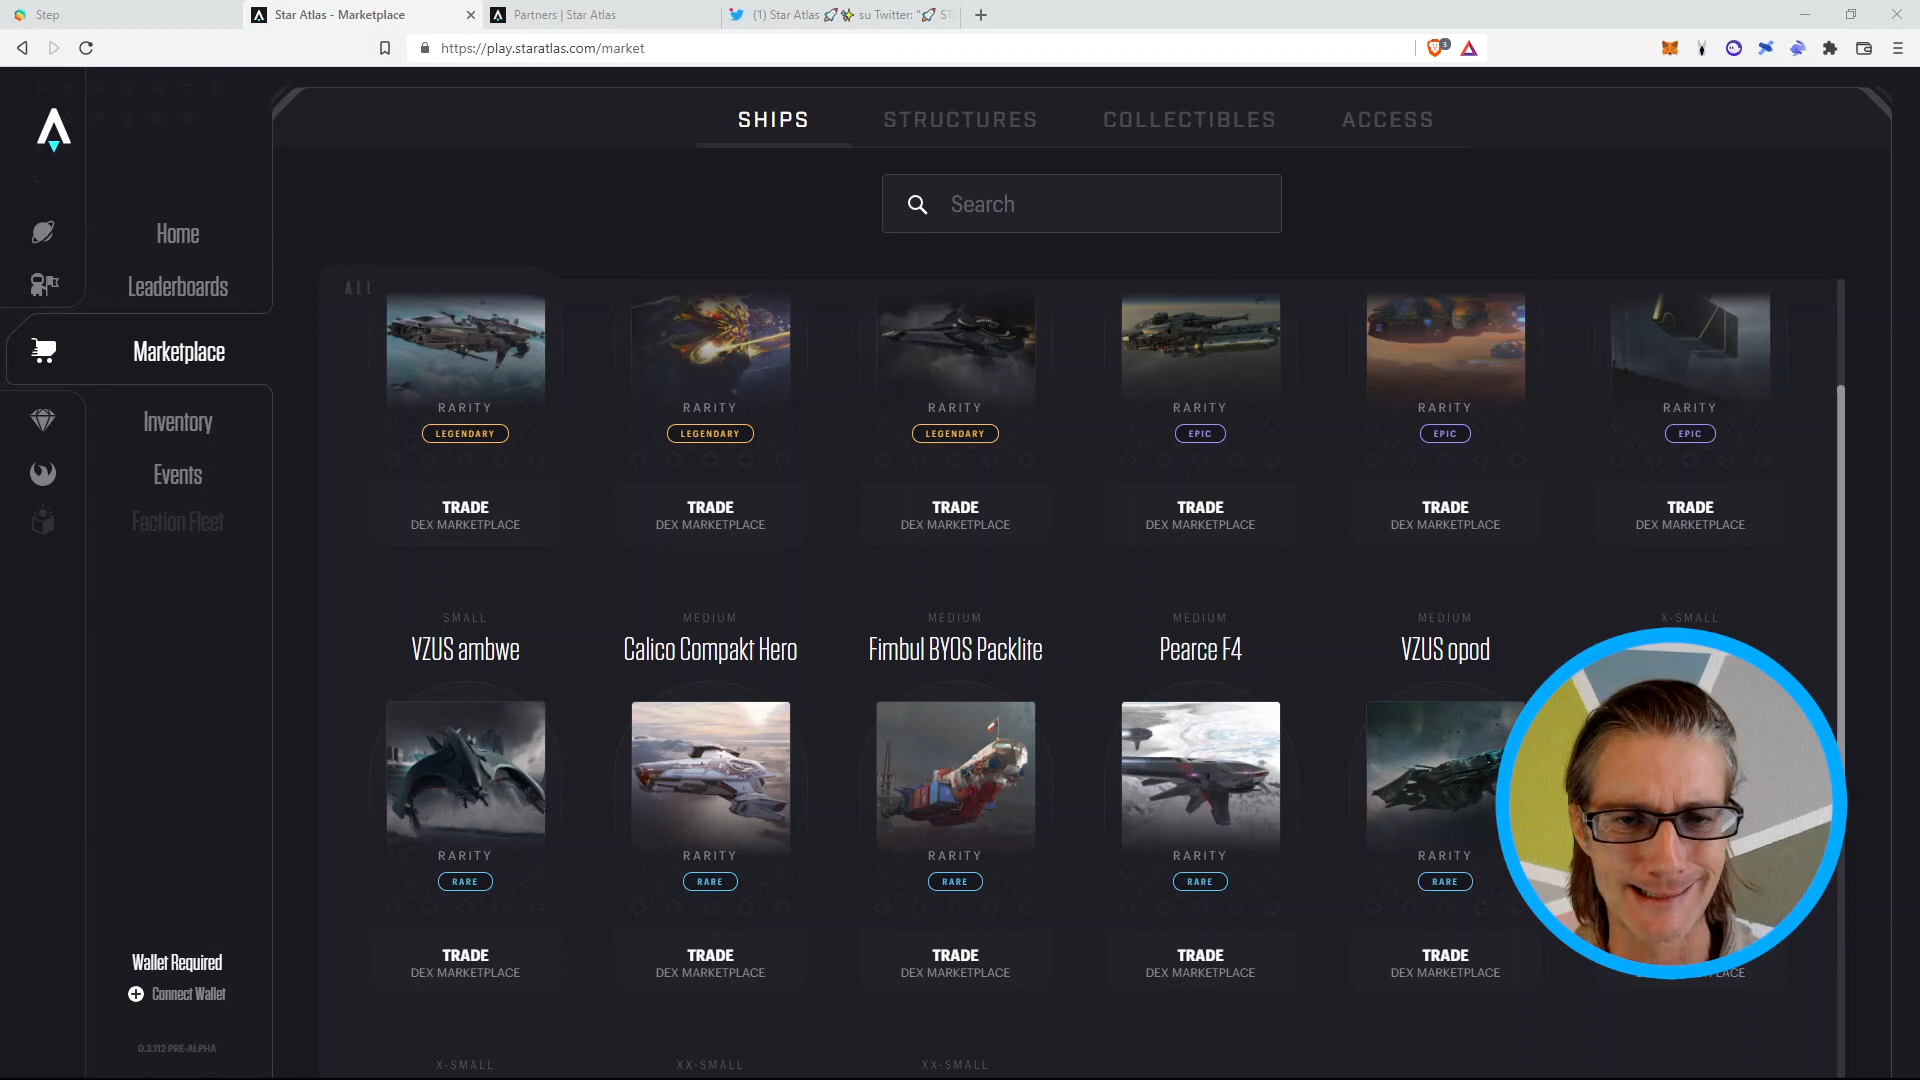 Step
Star Atlas - Marketplace
Partners | Star Atlas
(1) Star Atlas 🚀✨ su Twitter: "🚀 ST
https://play.staratlas.com/market
3
SHIPS
STRUCTURES
COLLECTIBLES
ACCESS
Search
Home
Leaderboards
Marketplace
Inventory
Events
Faction Fleet
Wallet Required
Connect Wallet
0.3.112 PRE-ALPHA
ALL
RARITY
RARITY
RARITY
RARITY
RARITY
RARITY
LEGENDARY
LEGENDARY
LEGENDARY
EPIC
EPIC
EPIC
TRADE
TRADE
TRADE
TRADE
TRADE
TRADE
DEX MARKETPLACE
DEX MARKETPLACE
DEX MARKETPLACE
DEX MARKETPLACE
DEX MARKETPLACE
DEX MARKETPLACE
SMALL
MEDIUM
MEDIUM
MEDIUM
MEDIUM
X-SMALL
VZUS ambwe
Calico Compakt Hero
Fimbul BYOS Packlite
Pearce F4
VZUS opod
RARITY
RARITY
RARITY
RARITY
RARITY
RARE
RARE
RARE
RARE
RARE
TRADE
TRADE
TRADE
TRADE
TRADE
DEX MARKETPLACE
DEX MARKETPLACE
DEX MARKETPLACE
DEX MARKETPLACE
DEX MARKETPLACE
X-SMALL
XX-SMALL
XX-SMALL